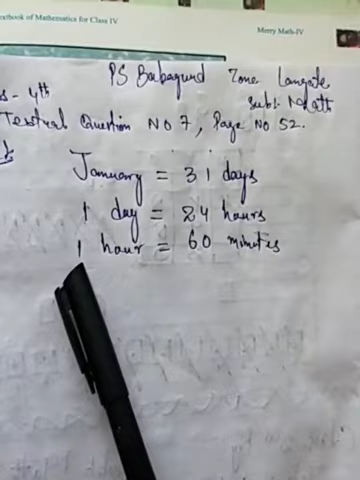 extbook of Mathematics for Class IV
Merry Math-IV
PS Babagund Zone Langate
s - 4th Sub:- Math
Textual Question No 7, Page No 52.
January = 31 days
1 day = 24 hours
1 hour = 60 minutes